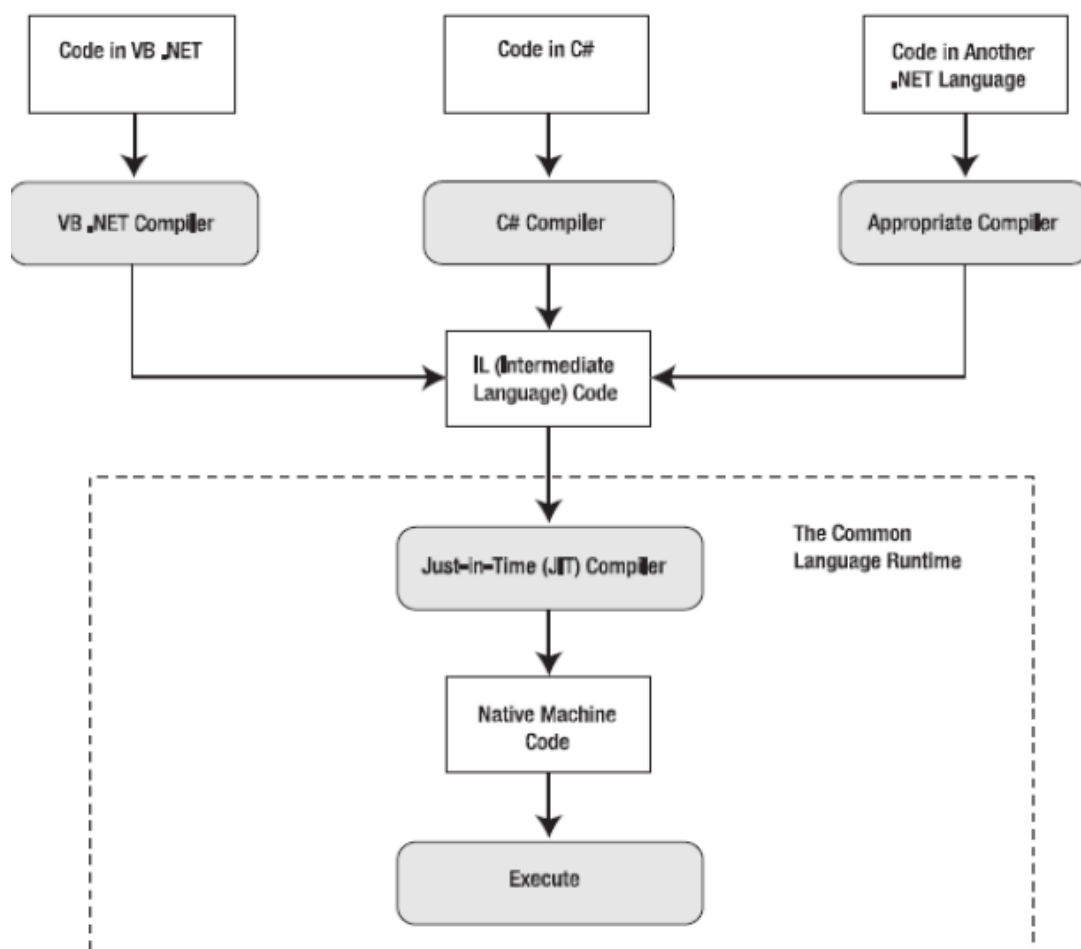 Code in VB .NET
Code in C#
Code in Another
.NET Language
VB .NET Compiler
C# Compiler
Appropriate Compiler
IL (Intermediate
Language) Code
The Common
Language Runtime
Just-in-Time (JIT) Compiler
Native Machine
Code
Execute